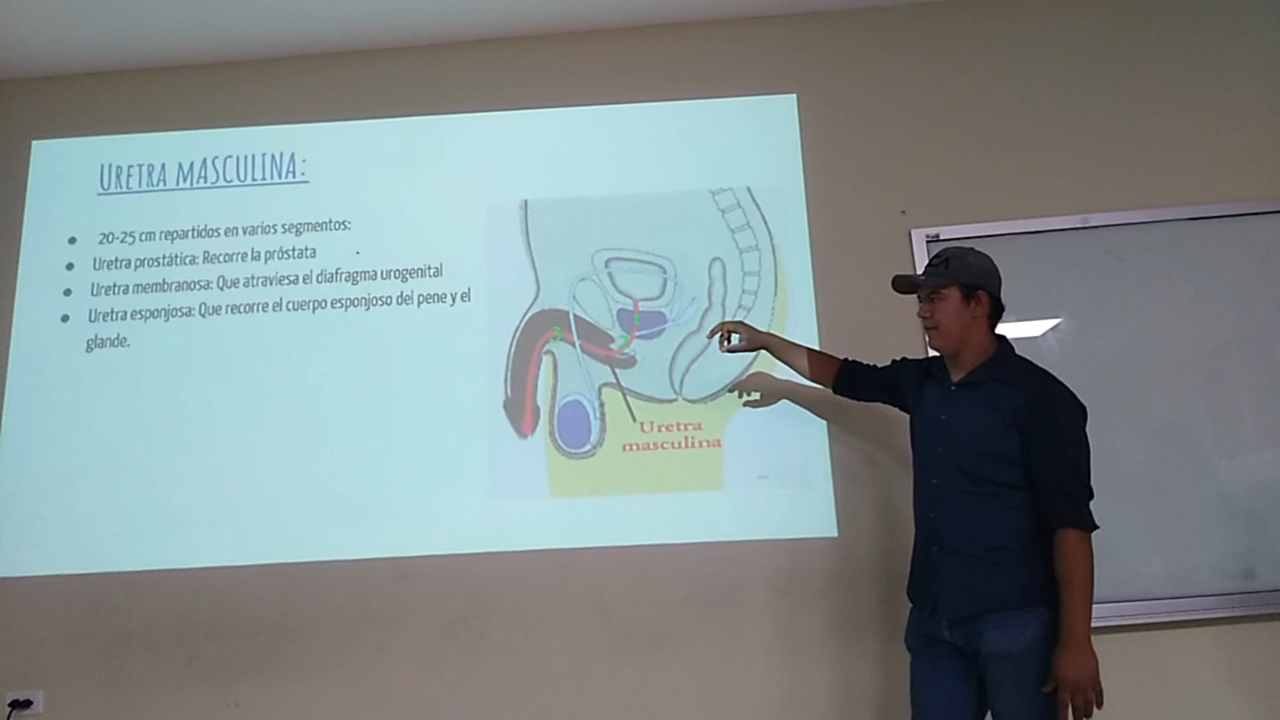 URETRA MASCULINA:
20-25 cm repartidos en varios segmentos:
Uretra prostática: Recorre la próstata
Uretra membranosa: Que atraviesa el diafragma urogenital
Uretra esponjosa: Que recorre el cuerpo esponjoso del pene y el
glande.
Uretra
masculina